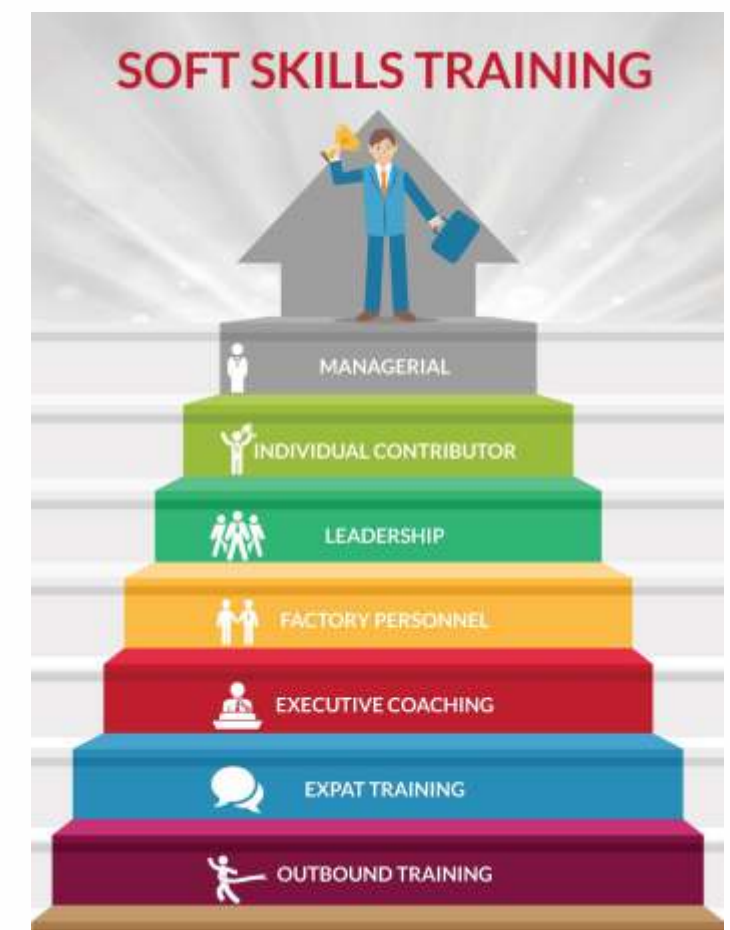 SOFT SKILLS TRAINING
MANAGERIAL
INDIVIDUAL CONTRIBUTOR
LEADERSHIP
FACTORY PERSONNEL
EXECUTIVE COACHING
EXPAT TRAINING
OUTBOUND TRAINING